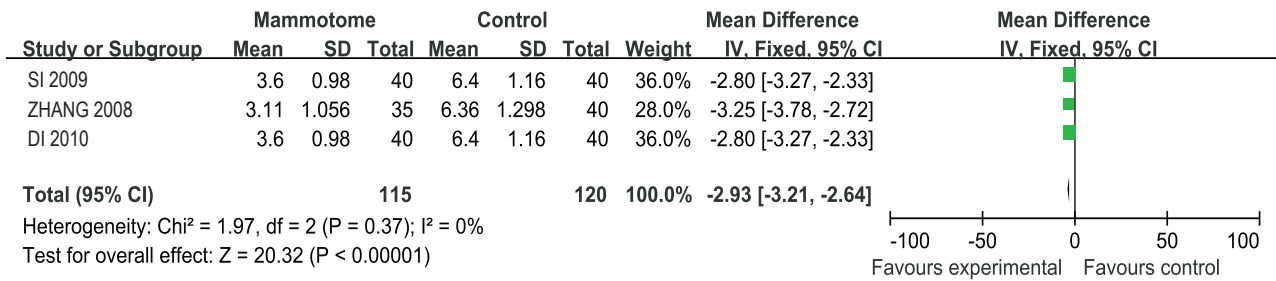 Mammotome Control Mean Difference Mean Difference
Study or Subgroup Mean SD Total Mean SD Total Weight IV, Fixed, 95% CI IV, Fixed, 95% CI
SI 2009 3.6 0.98 40 6.4 1.16 40 36.0% -2.80 [-3.27, -2.33]
ZHANG 2008 3.11 1.056 35 6.36 1.298 40 28.0% -3.25 [-3.78, -2.72]
DI 2010 3.6 0.98 40 6.4 1.16 40 36.0% -2.80 [-3.27, -2.33]
Total (95% CI) 115 120 100.0% -2.93 [-3.21, -2.64]
Heterogeneity: Chi² = 1.97, df = 2 (P = 0.37); I² = 0%
Test for overall effect: Z = 20.32 (P < 0.00001)
-100 -50 0 50 100
Favours experimental Favours control